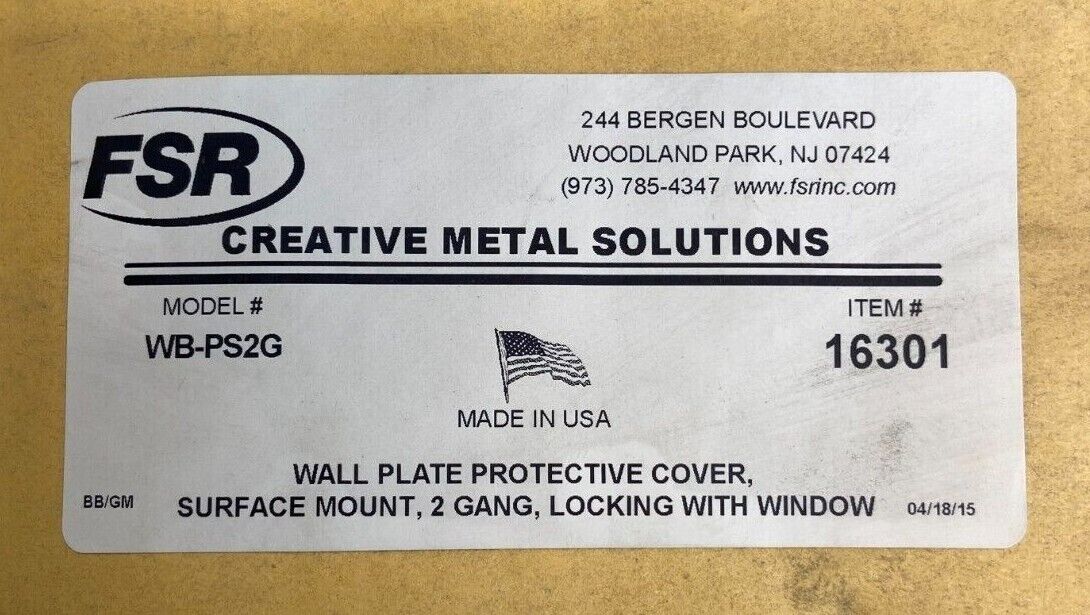 FSR
244 BERGEN BOULEVARD
WOODLAND PARK, NJ 07424
(973) 785-4347 www.fsrinc.com
CREATIVE METAL SOLUTIONS
MODEL #
WB-PS2G
ITEM #
16301
MADE IN USA
WALL PLATE PROTECTIVE COVER,
SURFACE MOUNT, 2 GANG, LOCKING WITH WINDOW
BB/GM
04/18/15